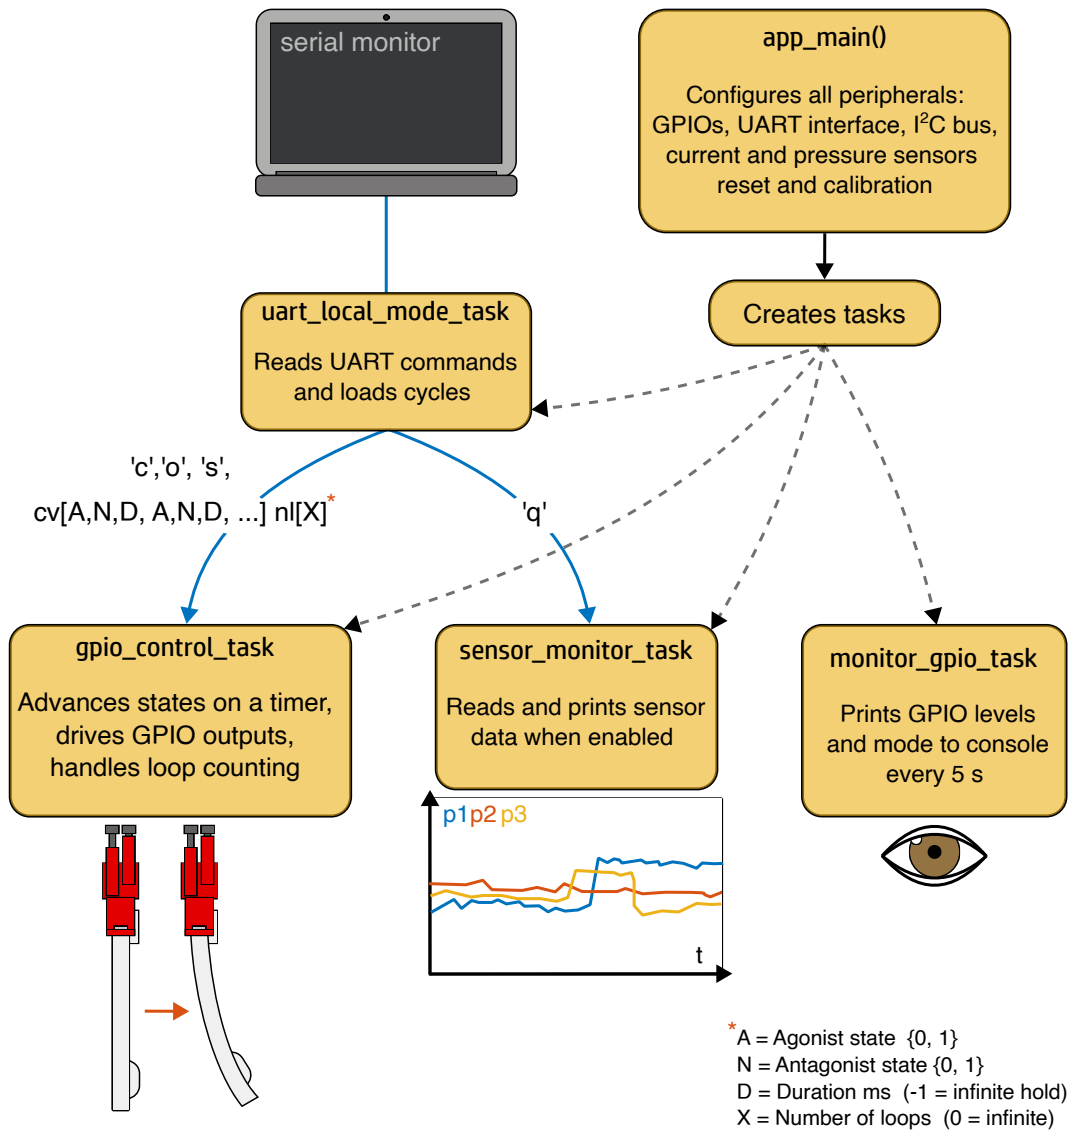 serial monitor
app_main()
Configures all peripherals:
GPIOs, UART interface, I²C bus,
current and pressure sensors
reset and calibration
uart_local_mode_task
Reads UART commands
and loads cycles
Creates tasks
'c','o', 's',
cv[A,N,D, A,N,D, ...] nl[X]*
'q'
gpio_control_task
Advances states on a timer,
drives GPIO outputs,
handles loop counting
sensor_monitor_task
Reads and prints sensor
data when enabled
monitor_gpio_task
Prints GPIO levels
and mode to console
every 5 s
p1 p2 p3
t
*A = Agonist state {0, 1}
N = Antagonist state {0, 1}
D = Duration ms (-1 = infinite hold)
X = Number of loops (0 = infinite)